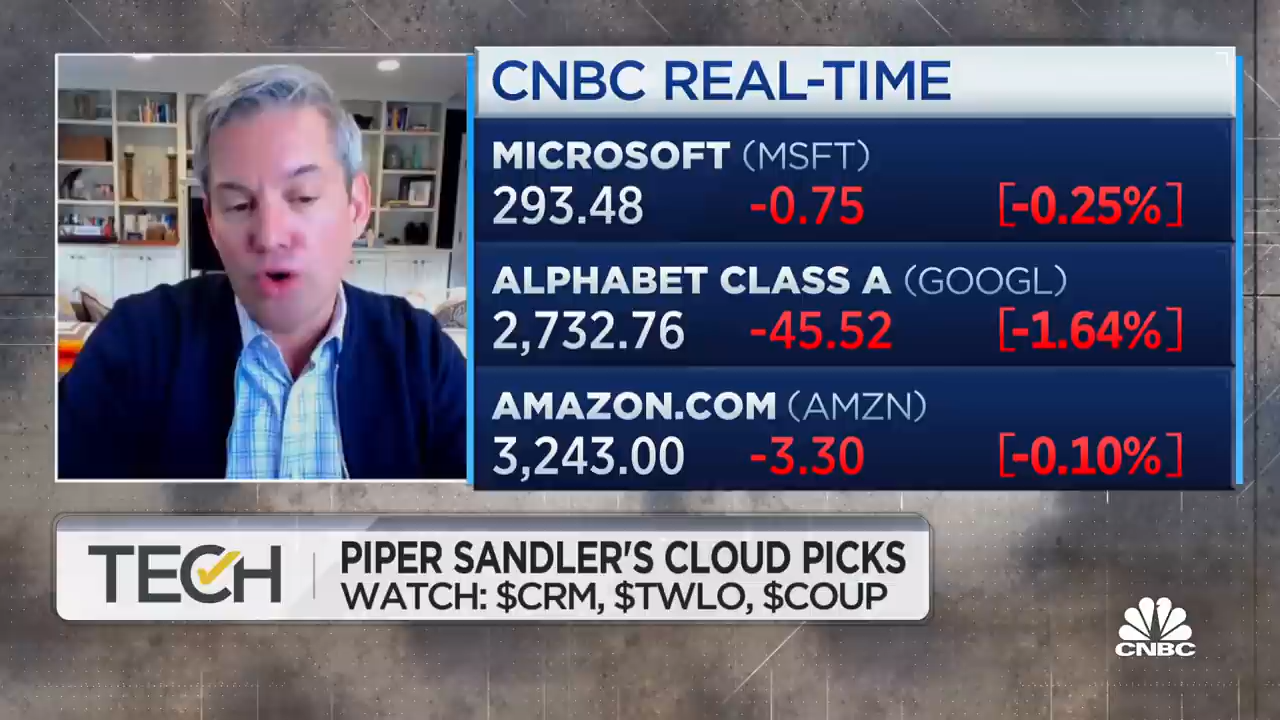 CNBC REAL-TIME
MICROSOFT (MSFT)
293.48 -0.75 [-0.25%]
ALPHABET CLASS A (GOOGL)
2,732.76 -45.52 [-1.64%]
AMAZON.COM (AMZN)
3,243.00 -3.30 [-0.10%]
TECH
PIPER SANDLER'S CLOUD PICKS
WATCH: $CRM, $TWLO, $COUP
CNBC